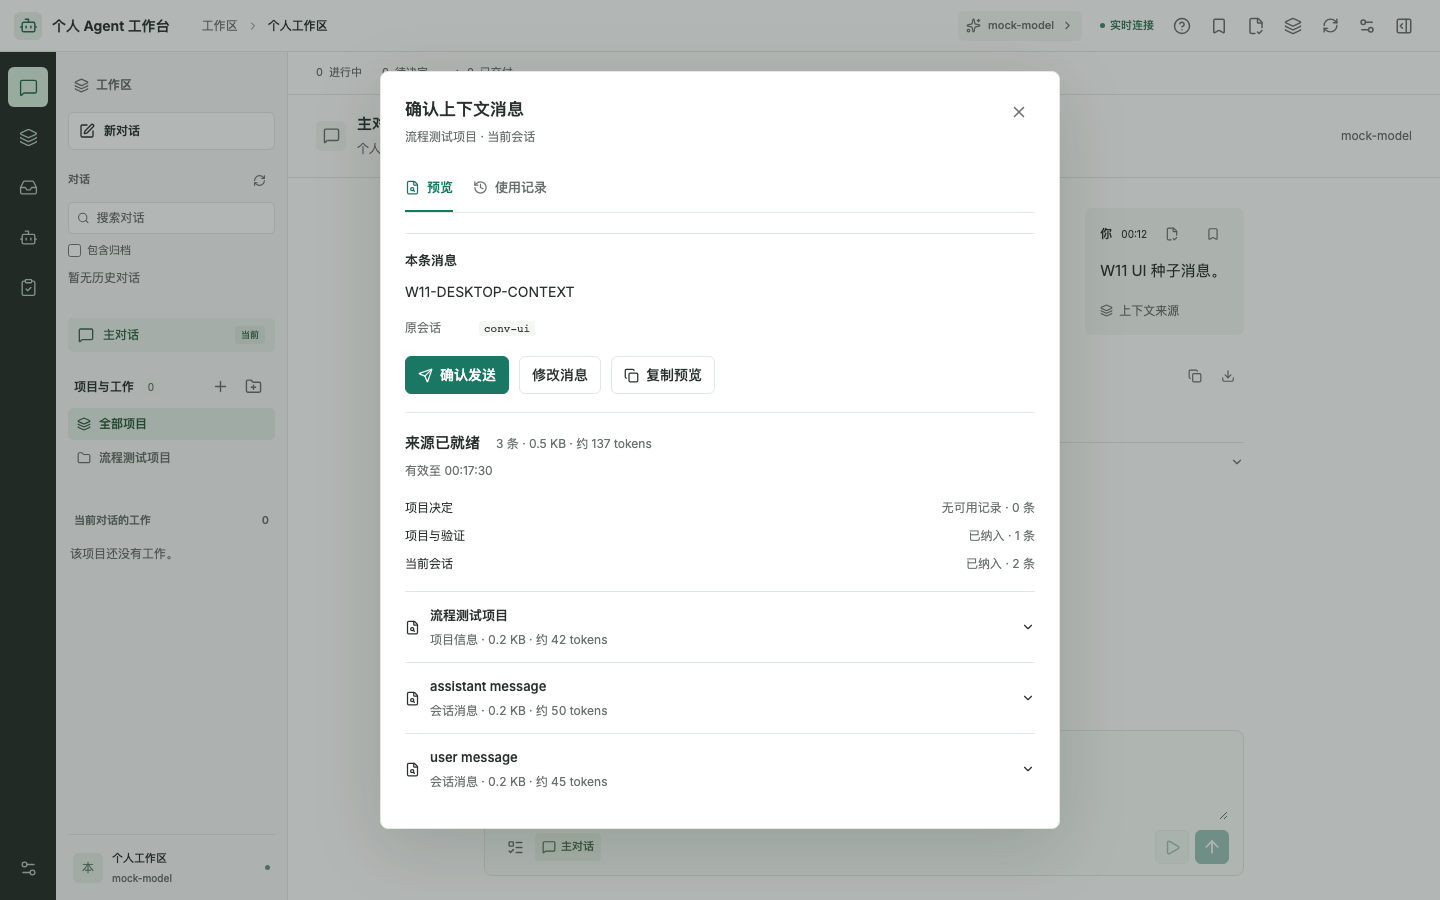 个人 Agent 工作台
工作区 > 个人工作区
mock-model
实时连接
工作区
新对话
对话
搜索对话
包含归档
暂无历史对话
主对话 当前
项目与工作 0
全部项目
流程测试项目
当前对话的工作 0
该项目还没有工作。
本 个人工作区
mock-model
0 进行中
mock-model
你 00:12
W11 UI 种子消息。
上下文来源
主对话
确认上下文消息
流程测试项目 · 当前会话
预览 使用记录
本条消息
W11-DESKTOP-CONTEXT
原会话 conv-ui
确认发送 修改消息 复制预览
来源已就绪 3 条 · 0.5 KB · 约 137 tokens
有效至 00:17:30
项目决定 无可用记录 · 0 条
项目与验证 已纳入 · 1 条
当前会话 已纳入 · 2 条
流程测试项目
项目信息 · 0.2 KB · 约 42 tokens
assistant message
会话消息 · 0.2 KB · 约 50 tokens
user message
会话消息 · 0.2 KB · 约 45 tokens